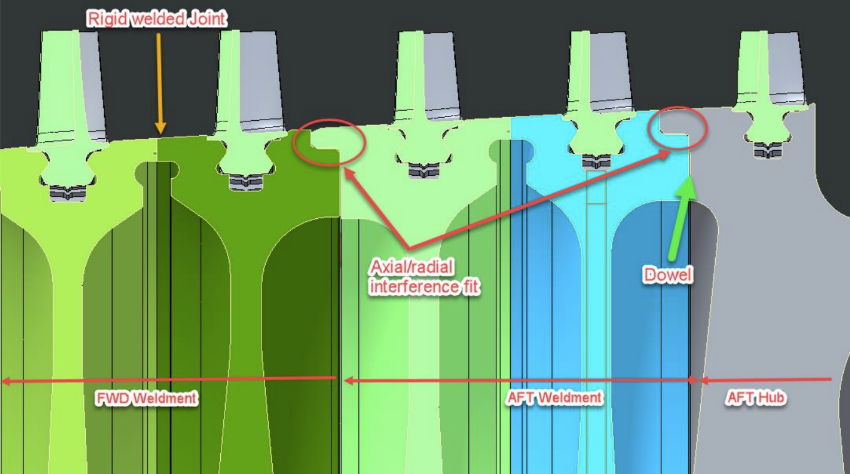 Rigid welded Joint
Axial/radial
interference fit
Dowel
FWD Weldment
AFT Weldment
AFT Hub